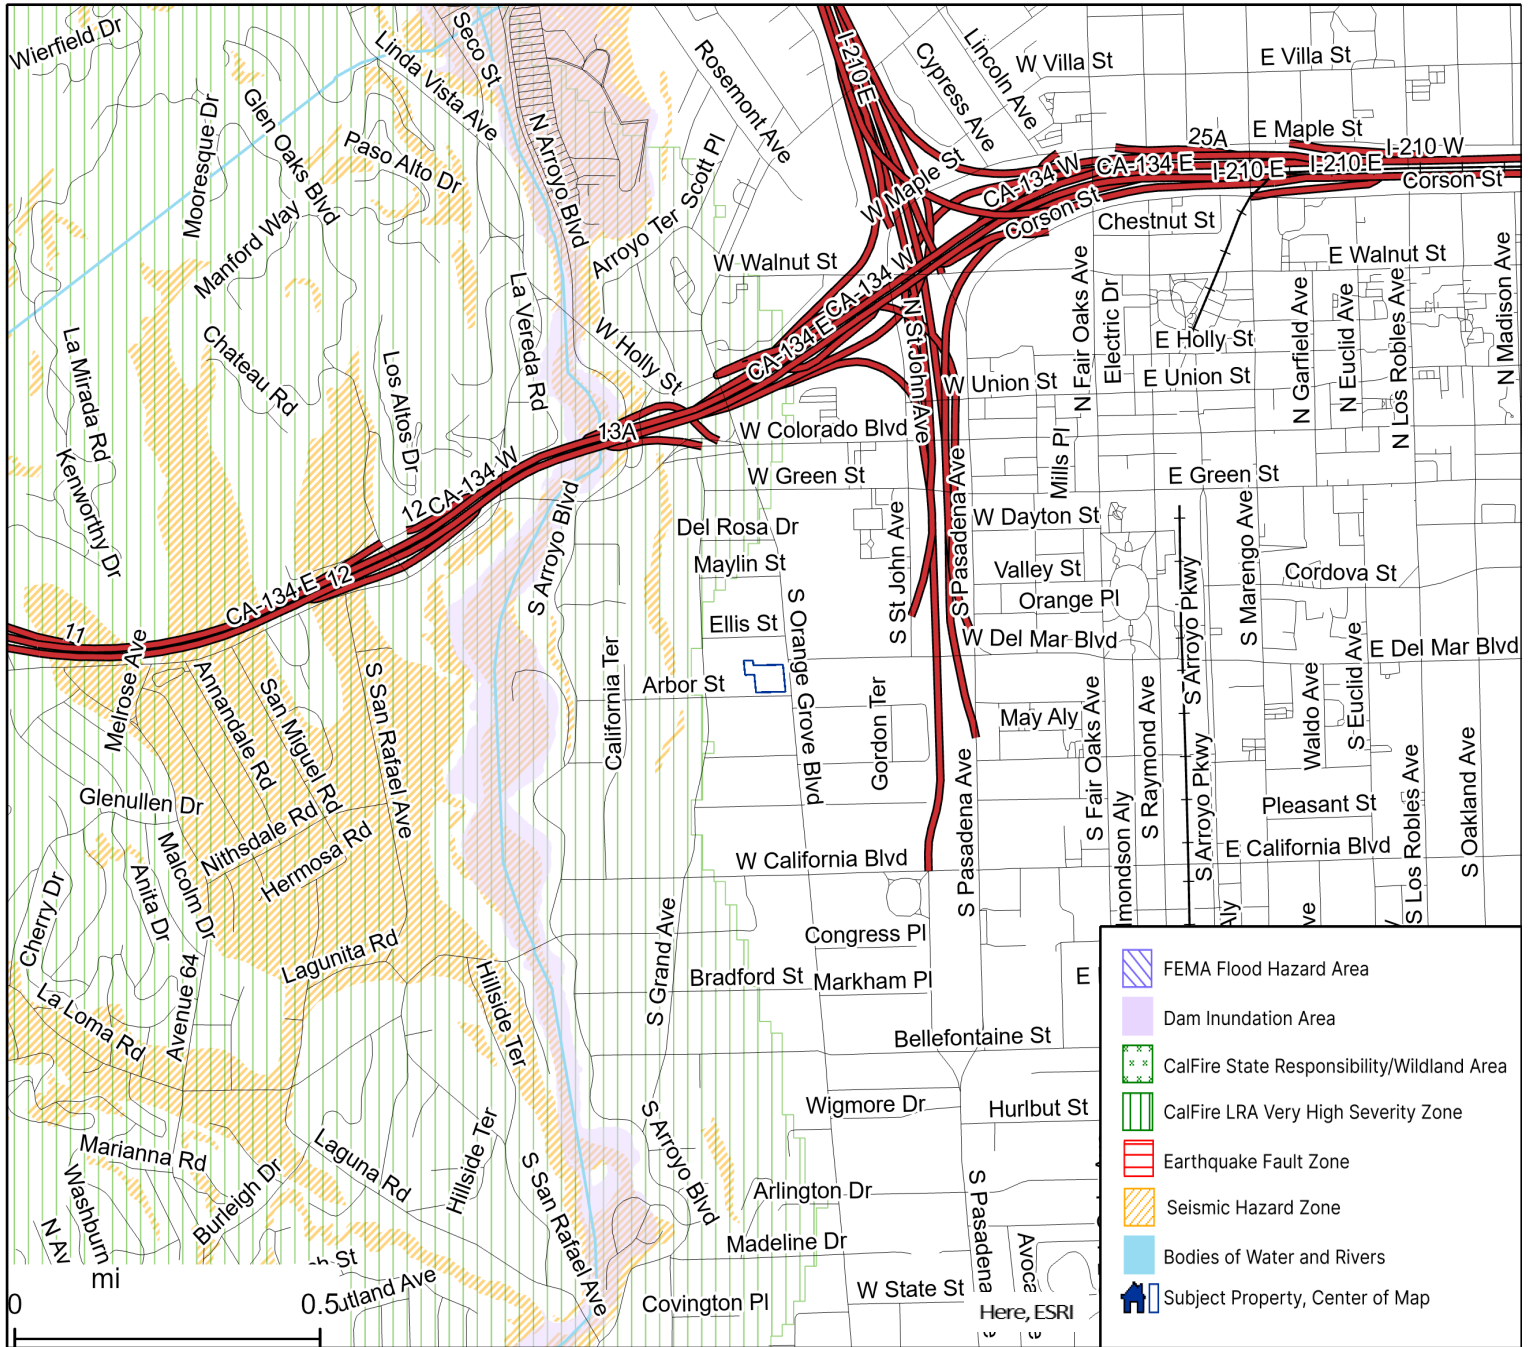 Wierfield Dr
Seco St
Linda Vista Ave
Rosemont Ave
I-210 E
Cypress Ave
Lincoln Ave
W Villa St
E Villa St
Mooresque Dr
Glen Oaks Blvd
Paso Alto Dr
N Arroyo Blvd
Scott Pl
W Maple St
CA-134 W
25A
CA-134 E
E Maple St
I-210 W
I-210 E
I-210 E
Corson St
Manford Way
Arroyo Ter
Corson St
Chestnut St
W Walnut St
E Walnut St
CA-134 W
CA-134 E
N St John Ave
N Fair Oaks Ave
Electric Dr
N Garfield Ave
N Euclid Ave
N Los Robles Ave
N Madison Ave
La Mirada Rd
Chateau Rd
Los Altos Dr
La Vereda Rd
W Holly St
E Holly St
W Union St
E Union St
13A
W Colorado Blvd
Mills Pl
Kenworthy Dr
12
CA-134 W
W Green St
E Green St
S Arroyo Blvd
Del Rosa Dr
S St John Ave
S Pasadena Ave
W Dayton St
S Marengo Ave
Maylin St
Valley St
Cordova St
CA-134 E
12
Orange Pl
S Arroyo Pkwy
11
Ellis St
S Orange Grove Blvd
W Del Mar Blvd
E Del Mar Blvd
Melrose Ave
Annandale Rd
San Miguel Rd
S San Rafael Ave
California Ter
Arbor St
Gordon Ter
May Aly
S Fair Oaks Ave
S Raymond Ave
Waldo Ave
S Euclid Ave
Glenullen Dr
Nithsdale Rd
Hermosa Rd
S Pasadena Ave
S Arroyo Pkwy
Pleasant St
E California Blvd
S Los Robles Ave
S Oakland Ave
Malcolm Dr
Anita Dr
Cherry Dr
W California Blvd
mondson Aly
Aly
ve
Lagunita Rd
S Grand Ave
Congress Pl
Hillside Ter
Bradford St
Markham Pl
E
La Loma Rd
Avenue 64
Bellefontaine St
Wigmore Dr
Hurlbut St
Marianna Rd
Laguna Rd
Hillside Ter
S Arroyo Blvd
Washburn
Burleigh Dr
S San Rafael Ave
Arlington Dr
S Pasadena
N Av
Madeline Dr
Avoca
h St
utland Ave
Covington Pl
W State St
mi
0
0.5
Here, ESRI
FEMA Flood Hazard Area
Dam Inundation Area
CalFire State Responsibility/Wildland Area
CalFire LRA Very High Severity Zone
Earthquake Fault Zone
Seismic Hazard Zone
Bodies of Water and Rivers
Subject Property, Center of Map